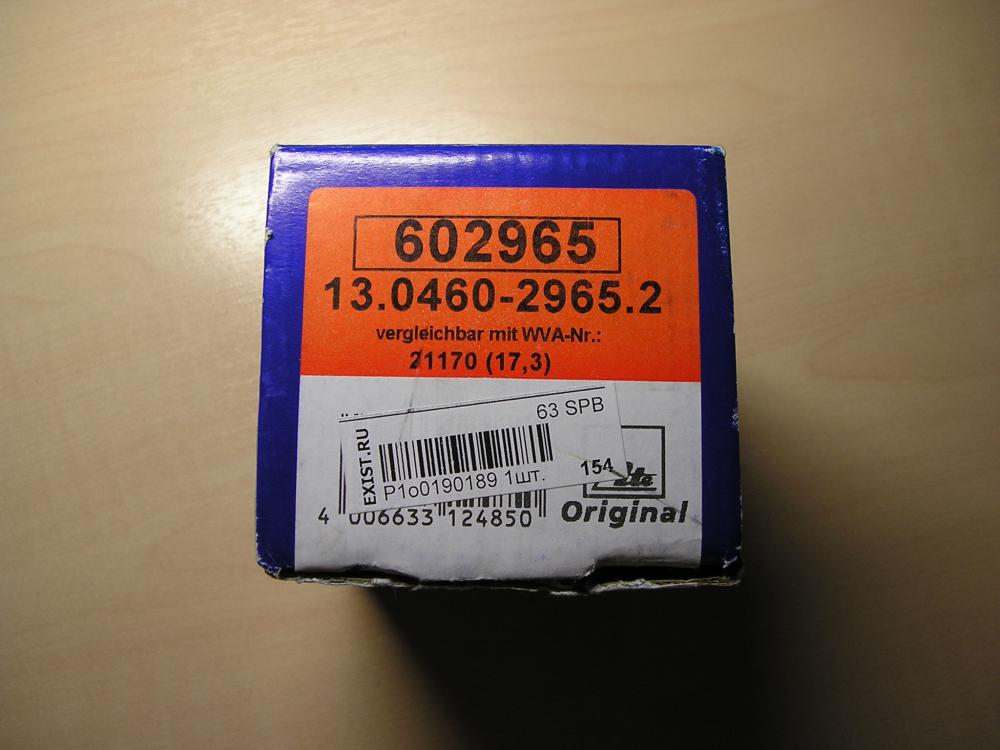 602965
13.0460-2965.2
vergleichbar mit WVA-Nr.:
21170 (17,3)
63 SPB
EXIST.RU
P1o0190189 1шт.
154
Ate
4 006633 124850
Original